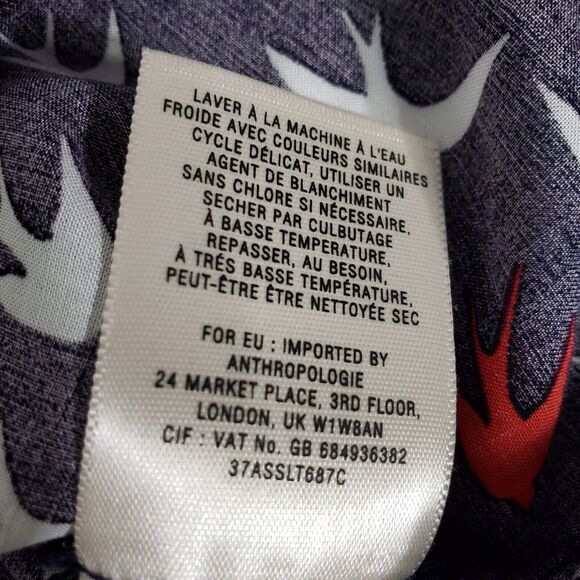 LAVER À LA MACHINE À L'EAU
FROIDE AVEC COULEURS SIMILAIRES
CYCLE DÉLICAT, UTILISER UN
AGENT DE BLANCHIMENT
SANS CHLORE SI NÉCESSAIRE.
SECHER PAR CULBUTAGE
À BASSE TEMPERATURE,
REPASSER, AU BESOIN,
À TRÉS BASSE TEMPÉRATURE,
PEUT-ÊTRE ÊTRE NETTOYÉE SEC
FOR EU : IMPORTED BY
ANTHROPOLOGIE
24 MARKET PLACE, 3RD FLOOR,
LONDON, UK W1W8AN
CIF : VAT No. GB 684936382
37ASSLT687C